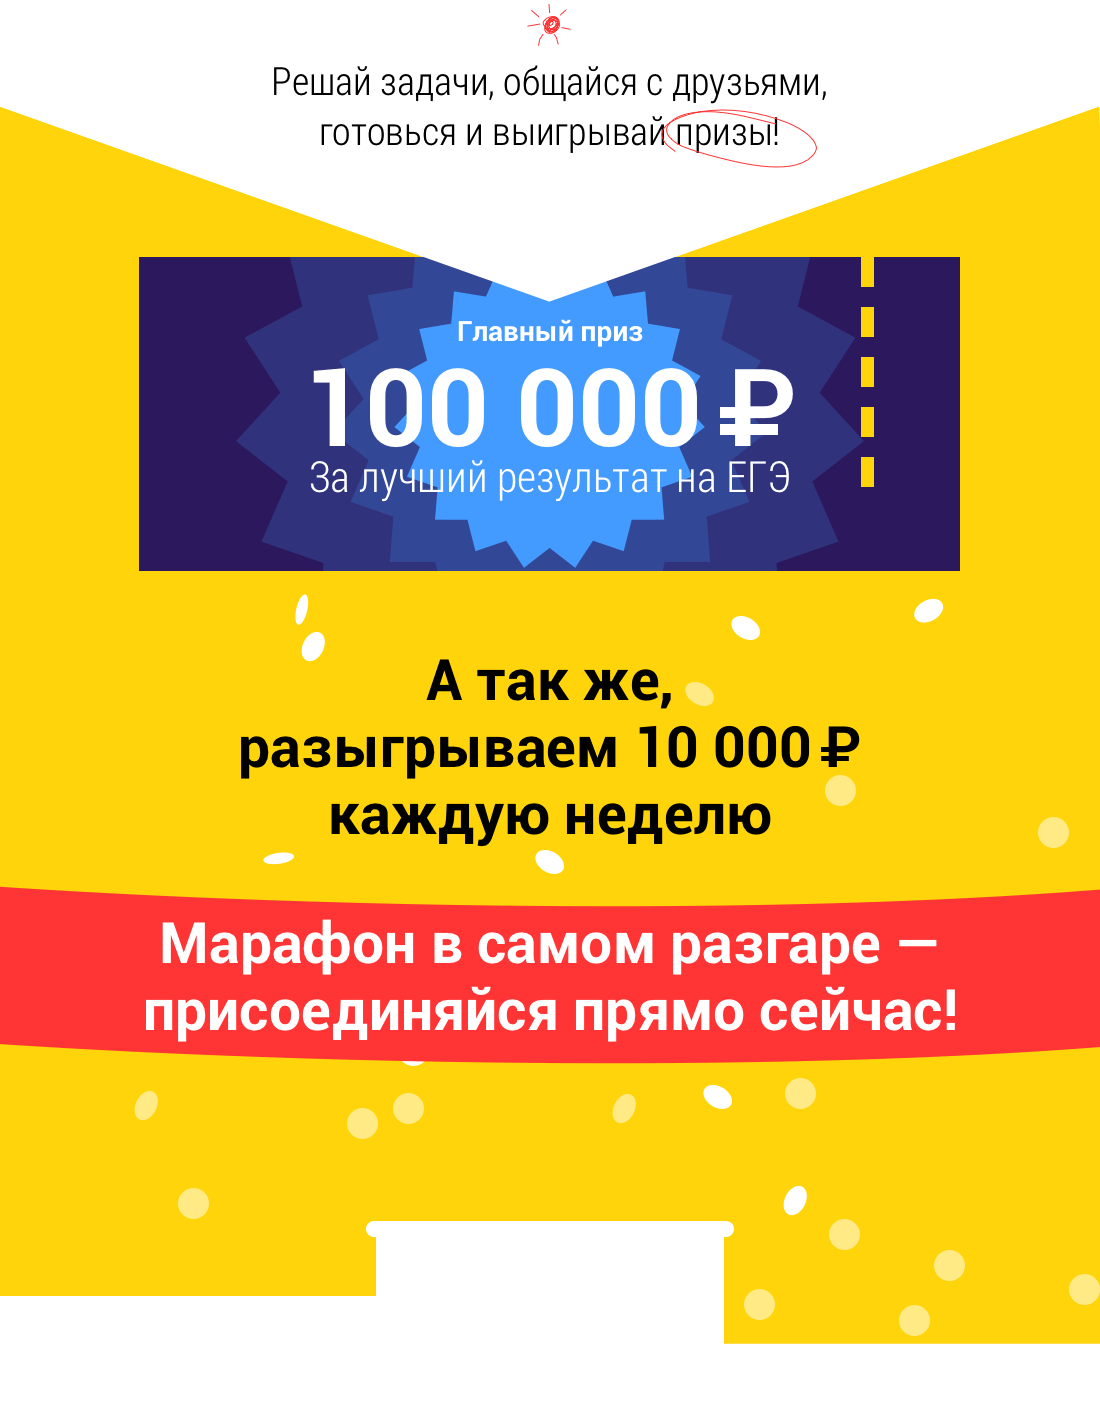 Решай задачи, общайся с друзьями,
готовься и выигрывай призы!
Главный приз
100 000 ₽
За лучший результат на ЕГЭ
А так же,
разыгрываем 10 000 ₽
каждую неделю
Марафон в самом разгаре —
присоединяйся прямо сейчас!